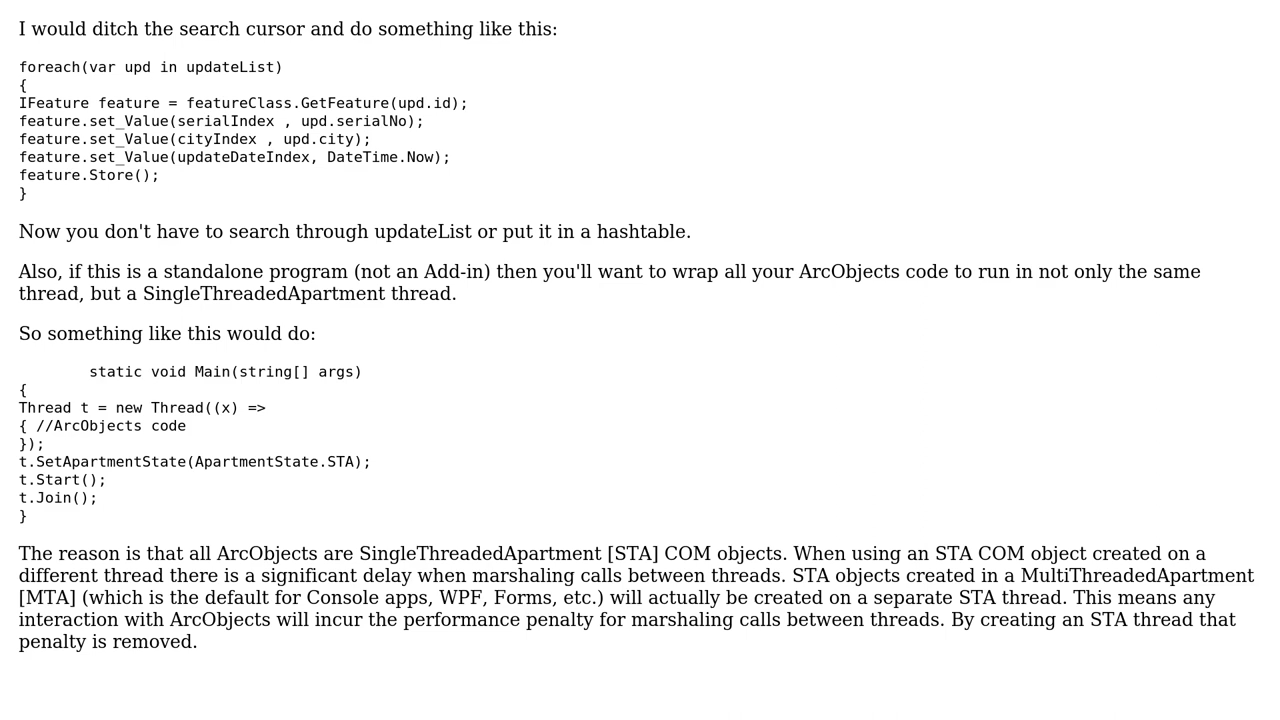 I would ditch the search cursor and do something like this:
foreach(var upd in updateList)
{
IFeature feature = featureClass.GetFeature(upd.id);
feature.set_Value(serialIndex , upd.serialNo);
feature.set_Value(cityIndex , upd.city);
feature.set_Value(updateDateIndex, DateTime.Now);
feature.Store();
}
Now you don't have to search through updateList or put it in a hashtable.
Also, if this is a standalone program (not an Add-in) then you'll want to wrap all your ArcObjects code to run in not only the same
thread, but a SingleThreadedApartment thread.
So something like this would do:
static void Main(string[] args)
{
Thread t = new Thread((x) =>
{ //ArcObjects code
});
t.SetApartmentState(ApartmentState.STA);
t.Start();
t.Join();
}
The reason is that all ArcObjects are SingleThreadedApartment [STA] COM objects. When using an STA COM object created on a
different thread there is a significant delay when marshaling calls between threads. STA objects created in a MultiThreadedApartment
[MTA] (which is the default for Console apps, WPF, Forms, etc.) will actually be created on a separate STA thread. This means any
interaction with ArcObjects will incur the performance penalty for marshaling calls between threads. By creating an STA thread that
penalty is removed.